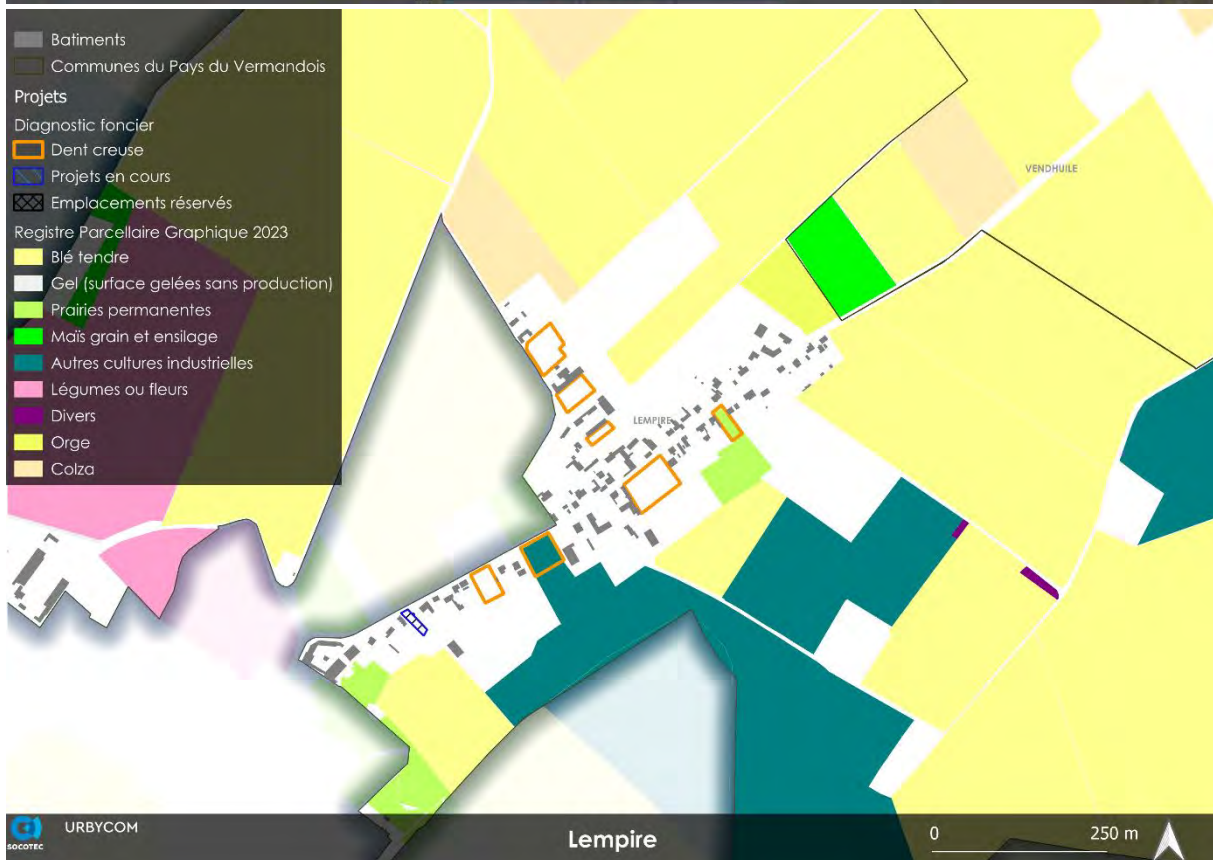 Batiments
Communes du Pays du Vermandois
Projets
Diagnostic foncier
Dent creuse
Projets en cours
Emplacements réservés
Registre Parcellaire Graphique 2023
Blé tendre
Gel (surface gelées sans production)
Prairies permanentes
Maïs grain et ensilage
Autres cultures industrielles
Légumes ou fleurs
Divers
Orge
Colza
VENDHUILE
LEMPIRE
SOCOTEC
URBYCOM
Lempire
0 250 m